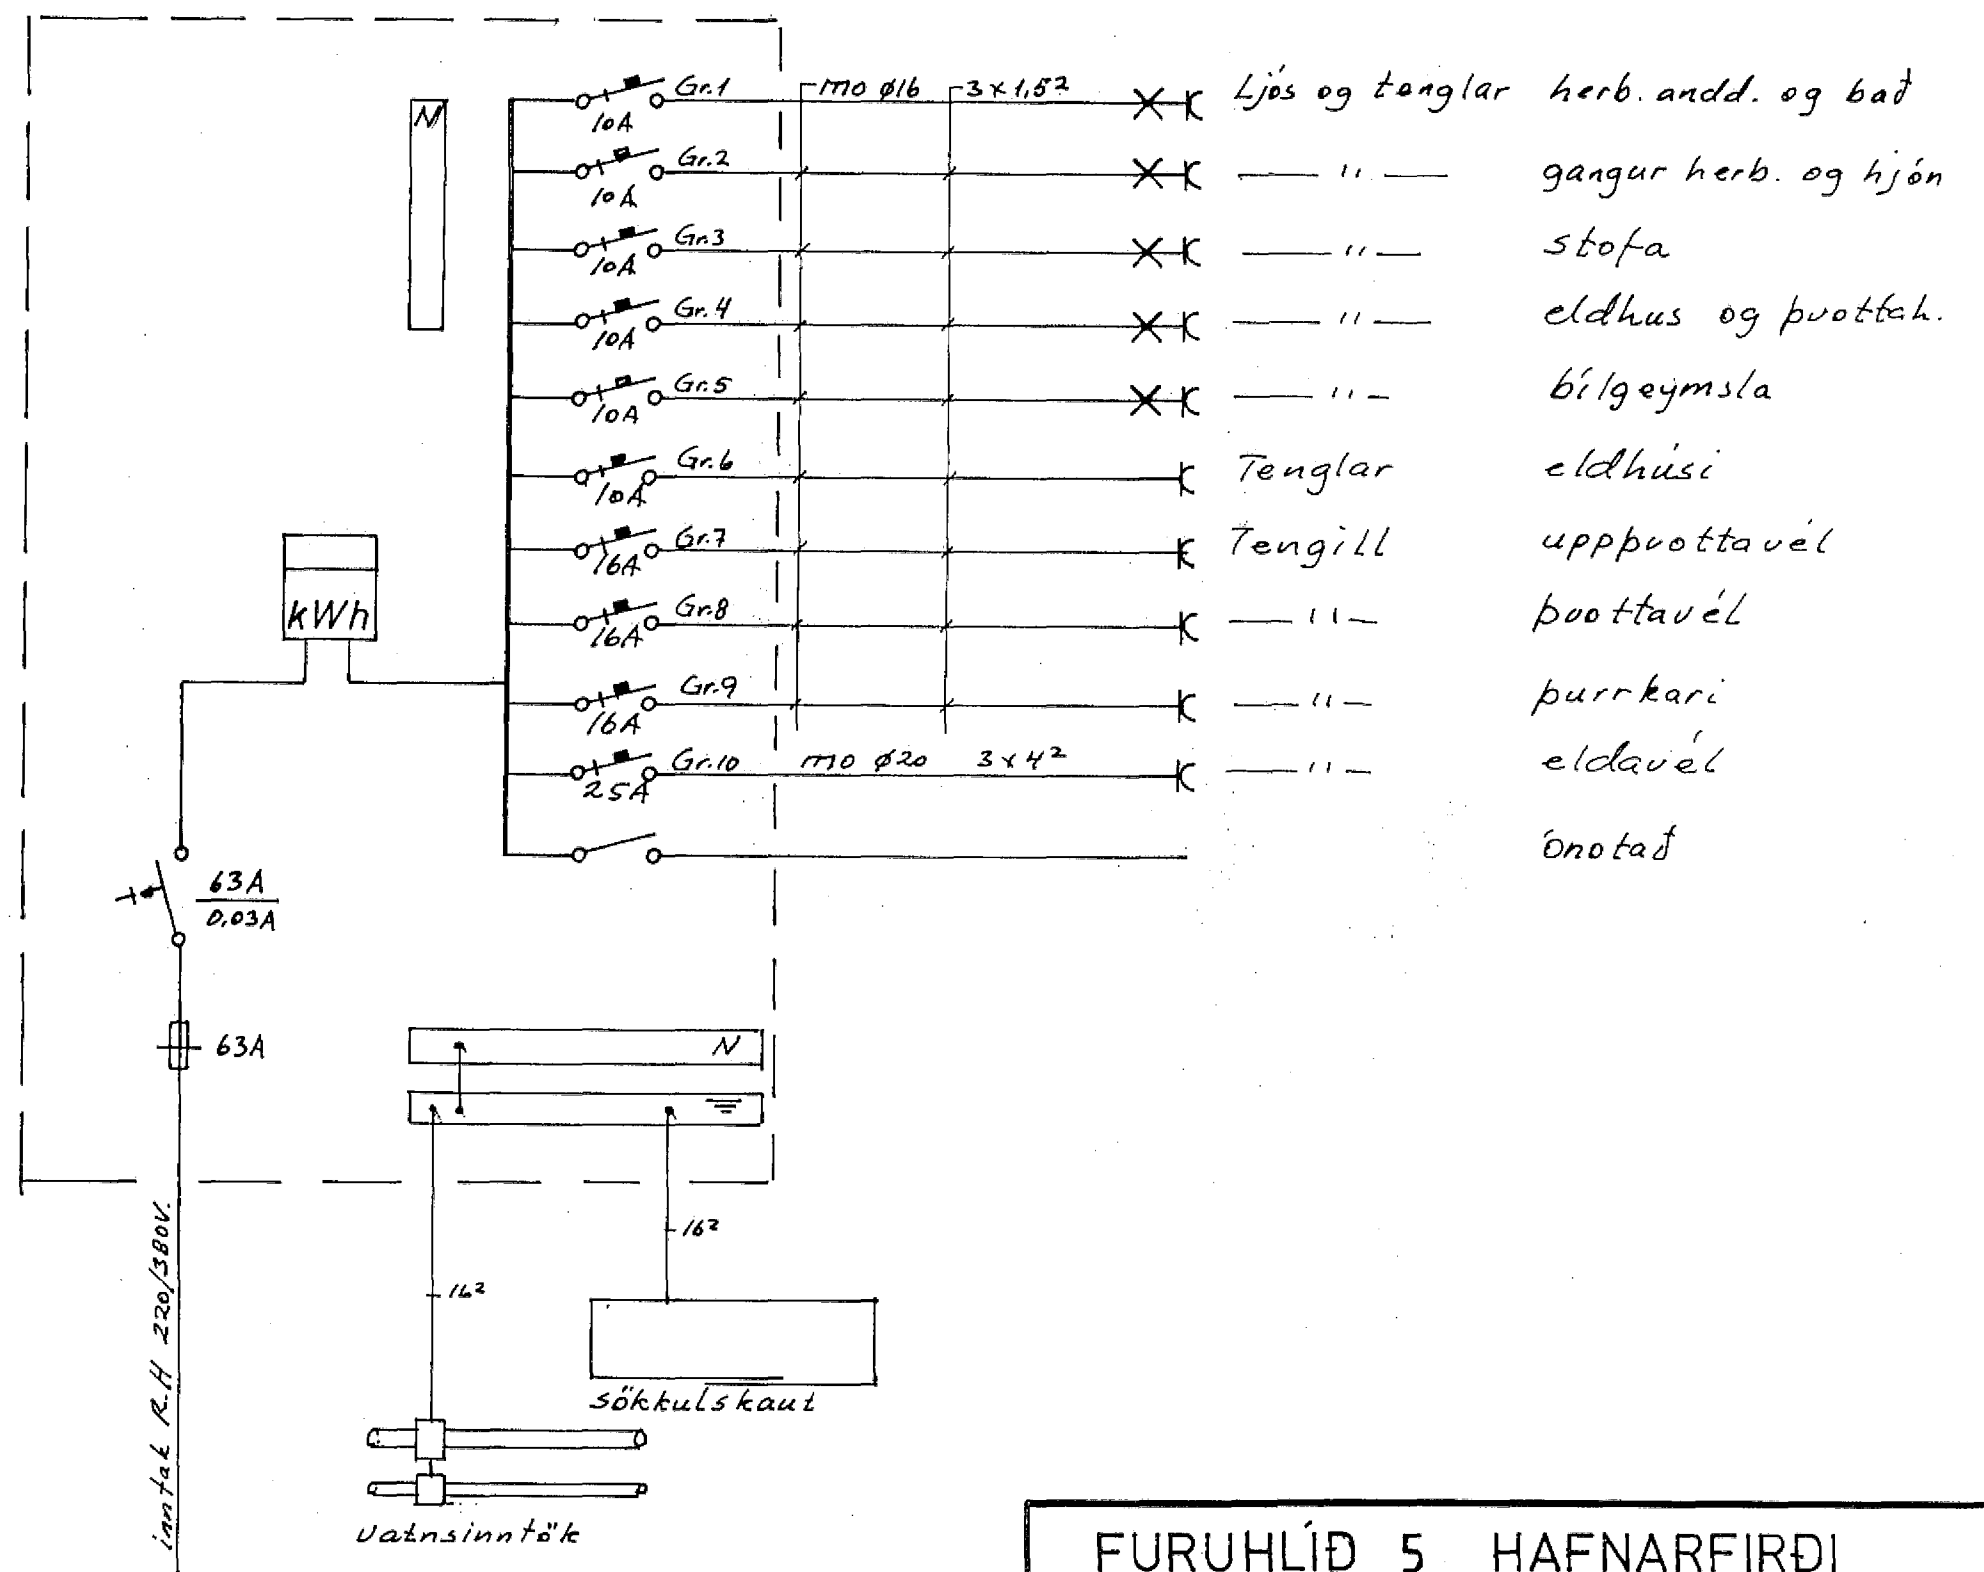 Gr.1 mo ø16 3x1,5² Ljós og tenglar herb. andd. og bað
10A
N
Gr.2 — " — gangur herb. og hjón
10A
Gr.3 — " — stofa
10A
Gr.4 — " — eldhus og þvottah.
10A
Gr.5 — " — bílgeymsla
10A
Gr.6 Tenglar eldhúsi
10A
Gr.7 Tengill uppþvottavél
16A
Gr.8 — " — þvottavél
16A
kWh
Gr.9 — " — þurrkari
16A
Gr.10 mo ø20 3x4² — " — eldavél
25A
ónotað
63A
0,03A
63A
N
16²
16²
inntak R.H 220/380V.
sökkulskaut
vatnsinntök
FURUHLÍÐ 5 HAFNARFIRÐI